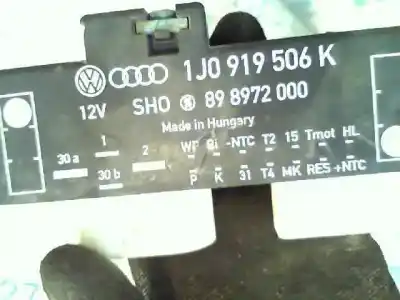 1J0 919 506 K
12V SHO 89 8972 000
Made in Hungary
1 WP -NTC T2 15 Tmot HL
30 a 2
30 b P K 31 T4 MK RES +NTC